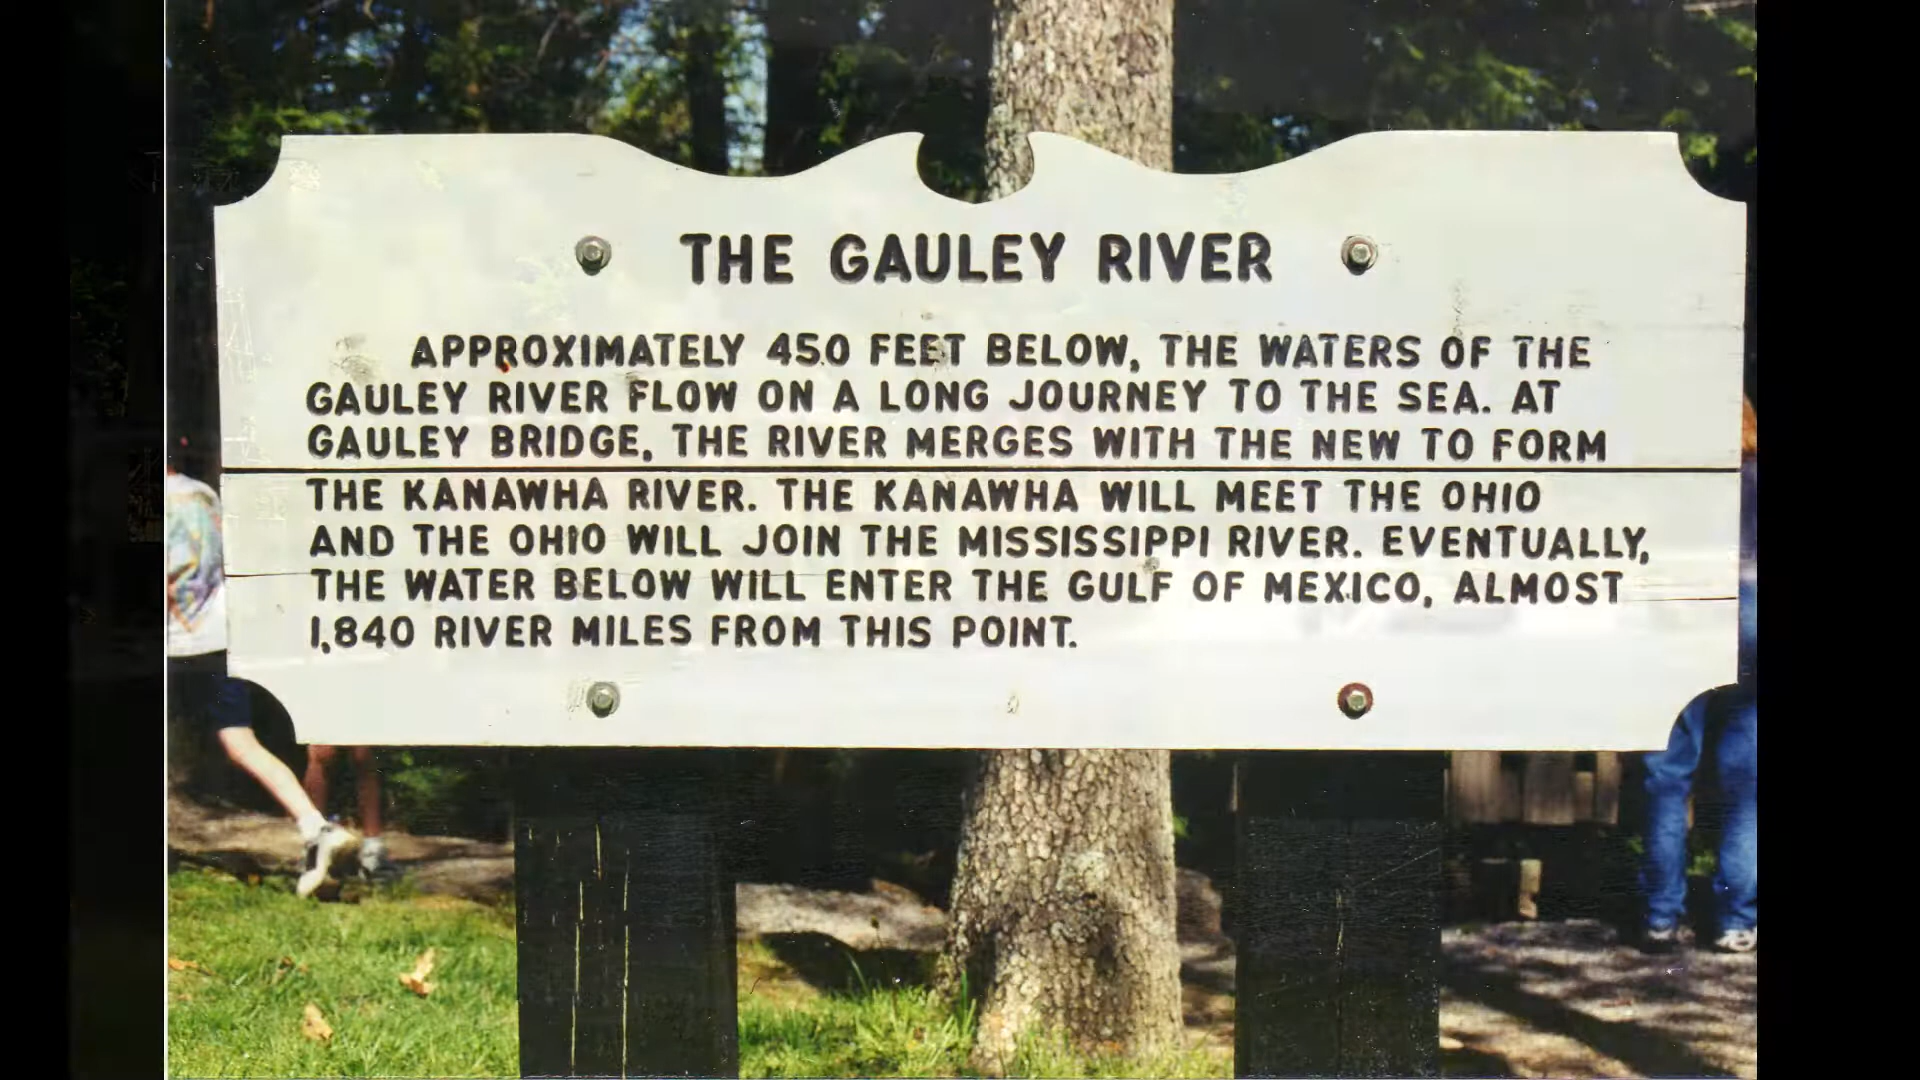 THE GAULEY RIVER
APPROXIMATELY 450 FEET BELOW, THE WATERS OF THE
GAULEY RIVER FLOW ON A LONG JOURNEY TO THE SEA. AT
GAULEY BRIDGE, THE RIVER MERGES WITH THE NEW TO FORM
THE KANAWHA RIVER. THE KANAWHA WILL MEET THE OHIO
AND THE OHIO WILL JOIN THE MISSISSIPPI RIVER. EVENTUALLY,
THE WATER BELOW WILL ENTER THE GULF OF MEXICO, ALMOST
1,840 RIVER MILES FROM THIS POINT.